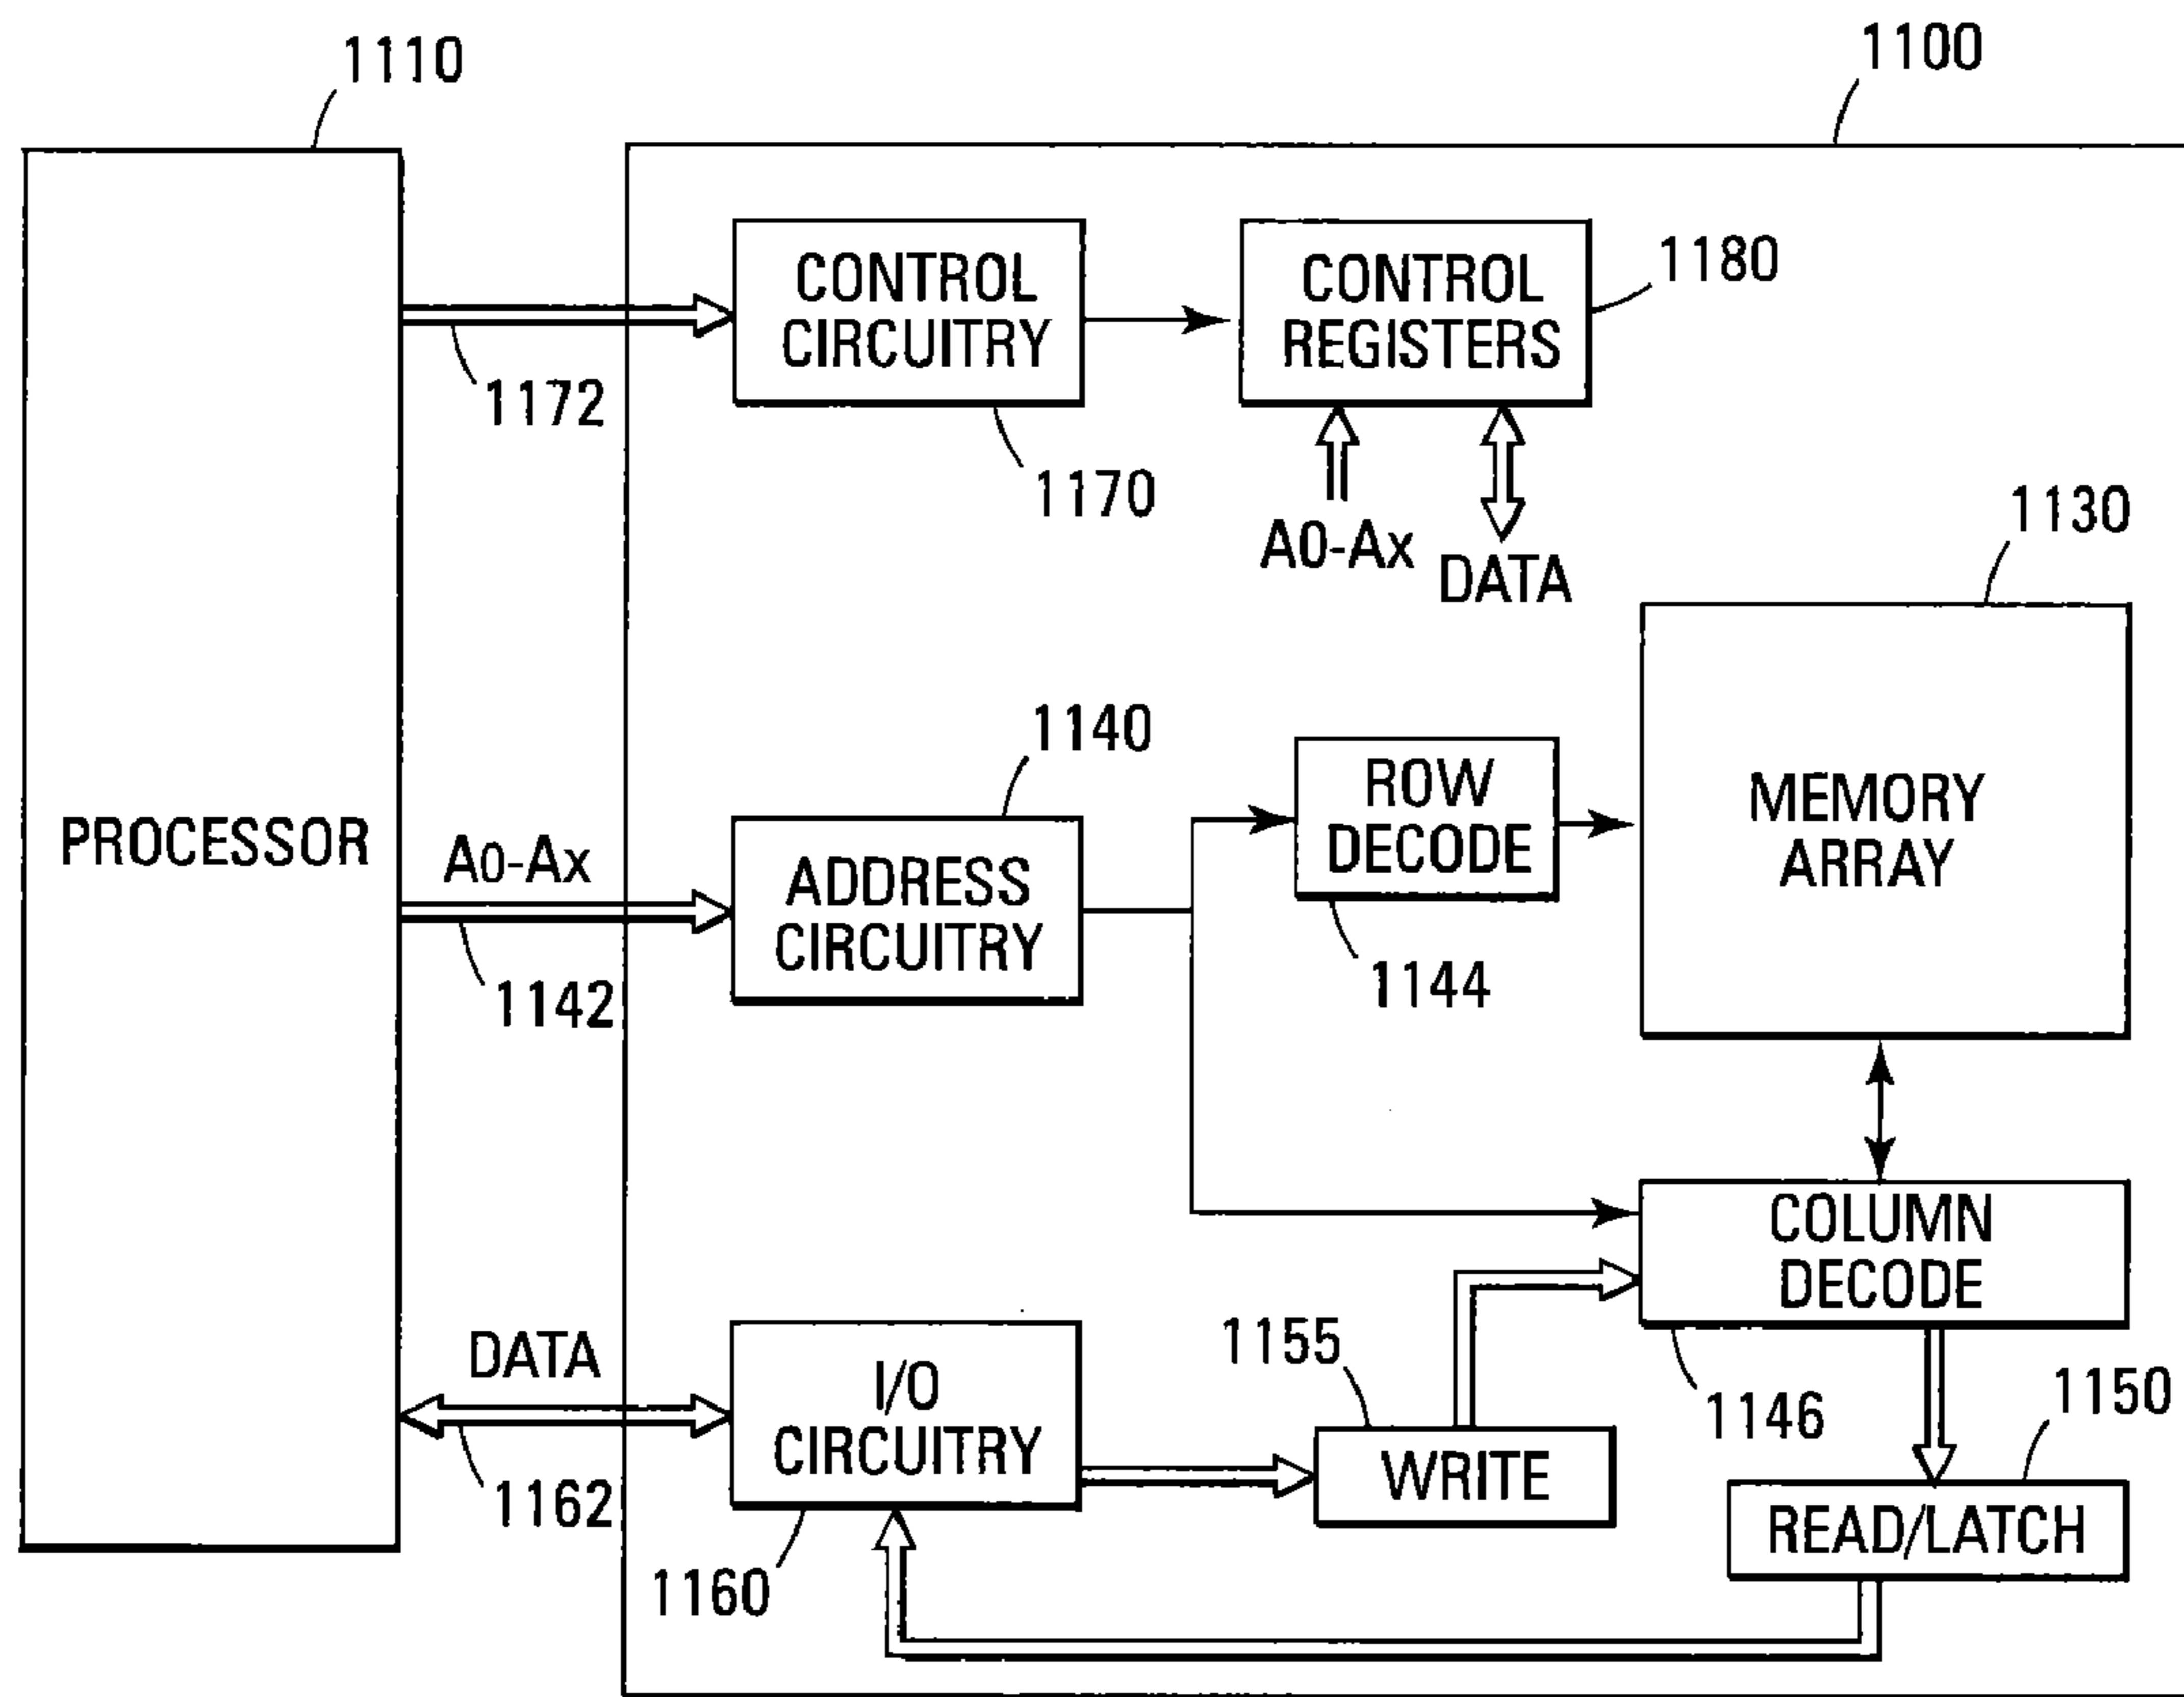 1110
1100
CONTROL
CIRCUITRY
CONTROL
REGISTERS
1180
1172
1170
A0-Ax
DATA
1130
1140
ROW
DECODE
MEMORY
ARRAY
PROCESSOR
A0-Ax
ADDRESS
CIRCUITRY
1144
1142
COLUMN
DECODE
DATA
I/O
CIRCUITRY
1155
1146
1150
WRITE
1162
READ/LATCH
1160